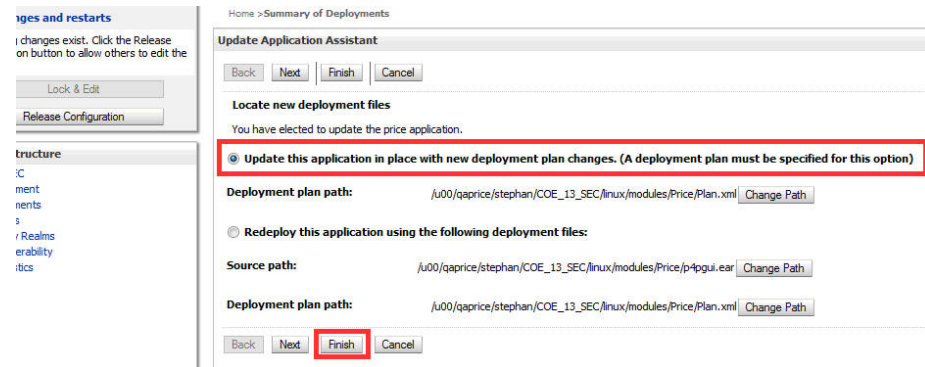 nges and restarts
changes exist. Click the Release
on button to allow others to edit the
Lock & Edit
Release Configuration
tructure
EC
ment
ments
s
Realms
erability
stics
Home >Summary of Deployments
Update Application Assistant
Back Next Finish Cancel
Locate new deployment files
You have elected to update the price application.
Update this application in place with new deployment plan changes. (A deployment plan must be specified for this option)
Deployment plan path: /u00/qaprice/stephan/COE_13_SEC/linux/modules/Price/Plan.xml Change Path
Redeploy this application using the following deployment files:
Source path: /u00/qaprice/stephan/COE_13_SEC/linux/modules/Price/p4pgui.ear Change Path
Deployment plan path: /u00/qaprice/stephan/COE_13_SEC/linux/modules/Price/Plan.xml Change Path
Back Next Finish Cancel